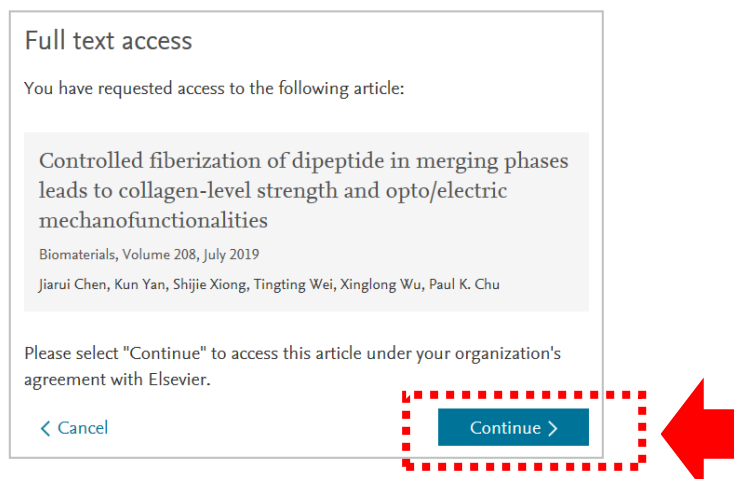 Full text access
You have requested access to the following article:
Controlled fiberization of dipeptide in merging phases
leads to collagen-level strength and opto/electric
mechanofunctionalities
Biomaterials, Volume 208, July 2019
Jiarui Chen, Kun Yan, Shijie Xiong, Tingting Wei, Xinglong Wu, Paul K. Chu
Please select "Continue" to access this article under your organization's
agreement with Elsevier.
Cancel
Continue